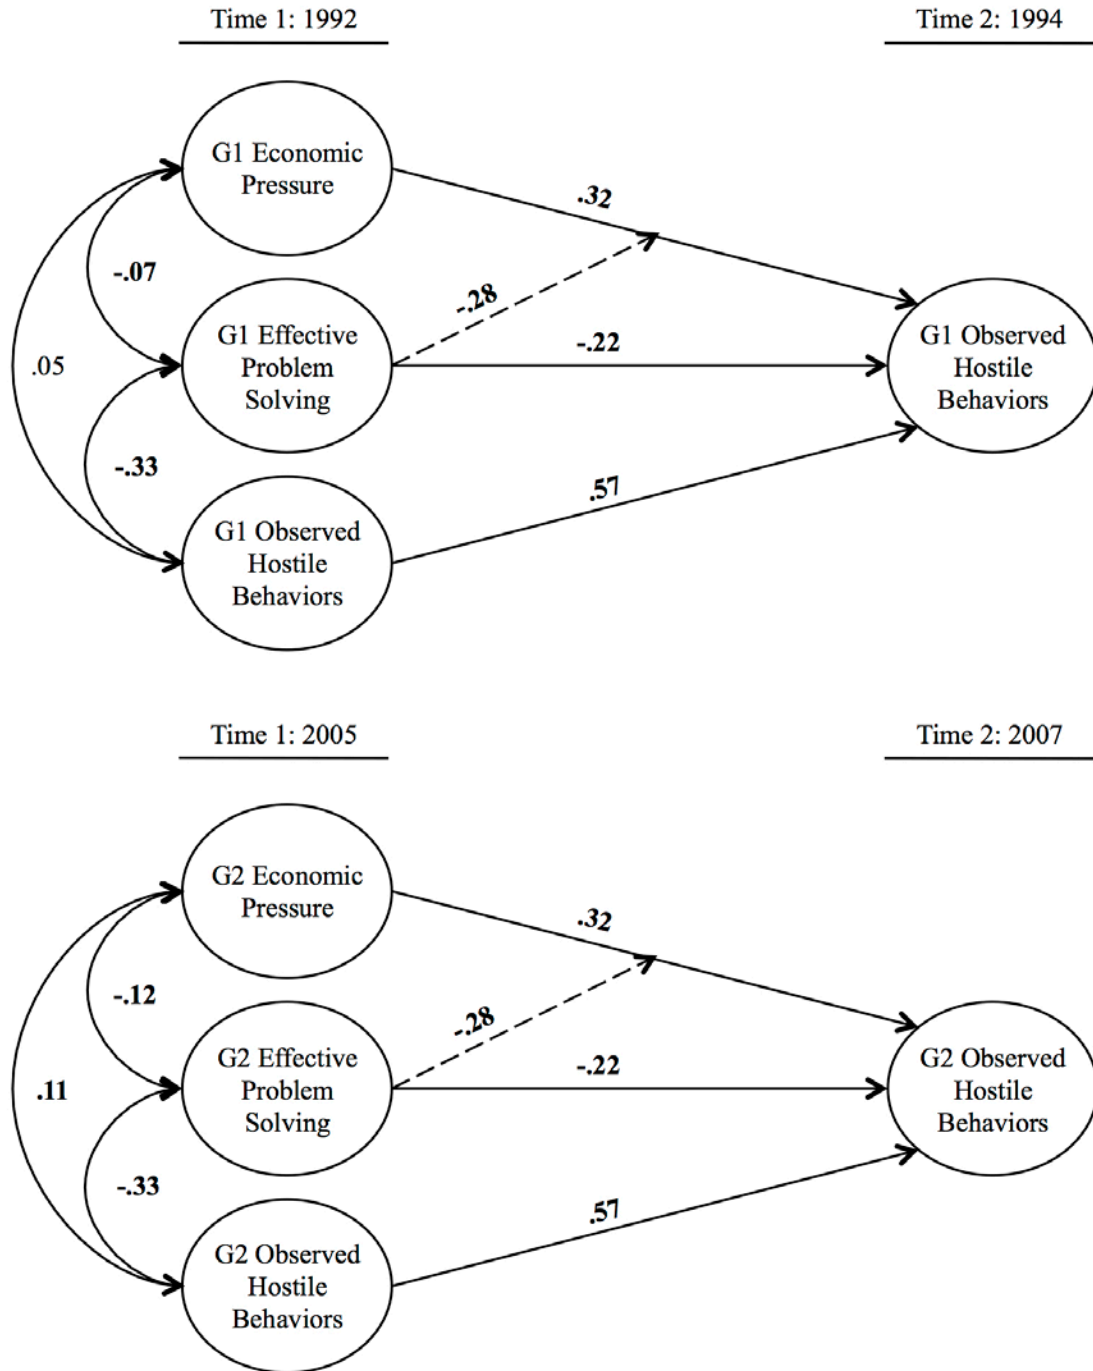 Time 1: 1992
Time 2: 1994
G1 Economic
Pressure
.32
-.07
-.28
G1 Effective
Problem
Solving
-.22
G1 Observed
Hostile
Behaviors
.05
-.33
.57
G1 Observed
Hostile
Behaviors
Time 1: 2005
Time 2: 2007
G2 Economic
Pressure
.32
-.12
-.28
G2 Effective
Problem
Solving
-.22
G2 Observed
Hostile
Behaviors
.11
-.33
.57
G2 Observed
Hostile
Behaviors